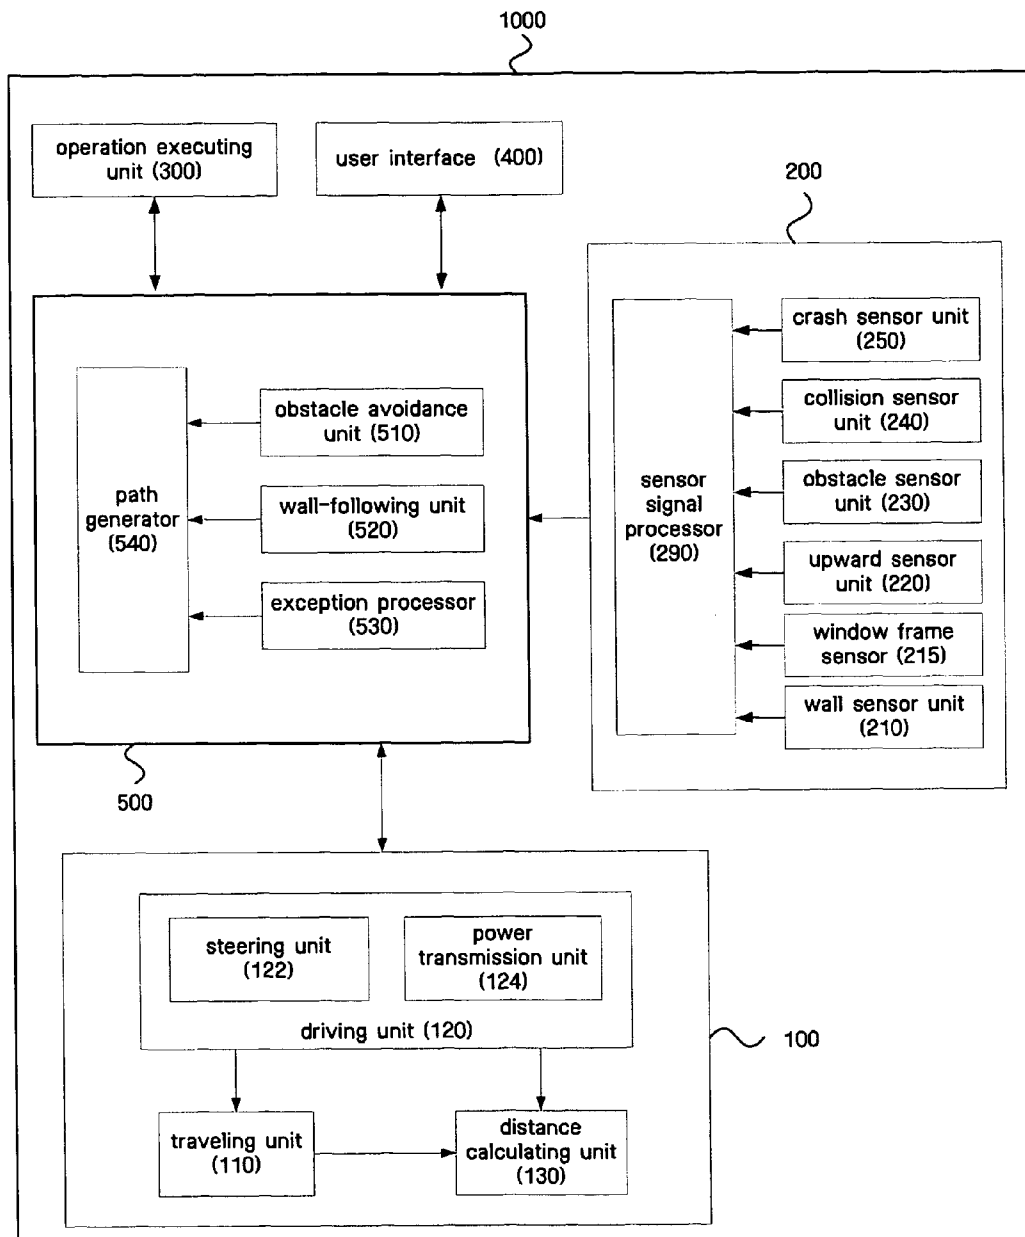 1000
operation executing
unit (300)
user interface (400)
200
crash sensor unit
(250)
collision sensor
unit (240)
obstacle sensor
unit (230)
upward sensor
unit (220)
window frame
sensor (215)
wall sensor unit
(210)
sensor
signal
processor
(290)
obstacle avoidance
unit (510)
wall-following unit
(520)
exception processor
(530)
path
generator
(540)
500
steering unit
(122)
power
transmission unit
(124)
driving unit (120)
100
traveling unit
(110)
distance
calculating unit
(130)